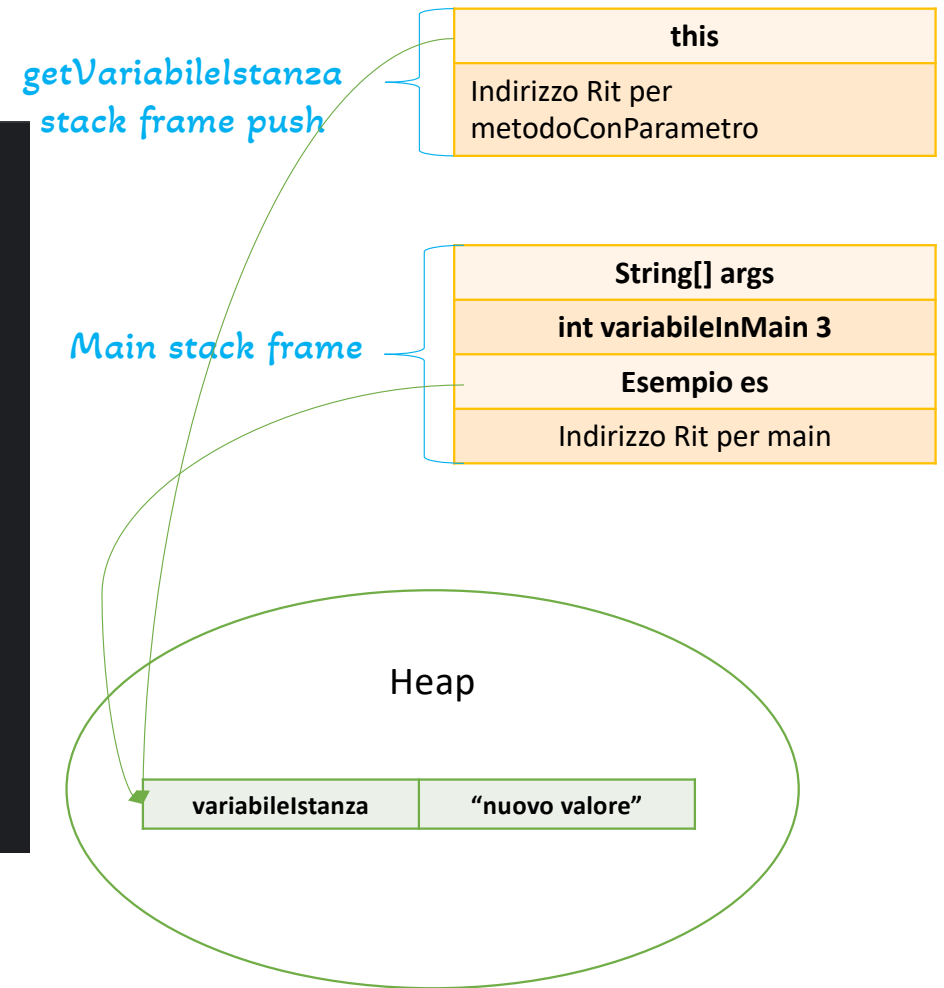 this
getVariabileIstanza
stack frame push
Indirizzo Rit per
metodoConParametro
String[] args
int variabileInMain 3
Main stack frame
Esempio es
Indirizzo Rit per main
Heap
variabileIstanza
“nuovo valore”